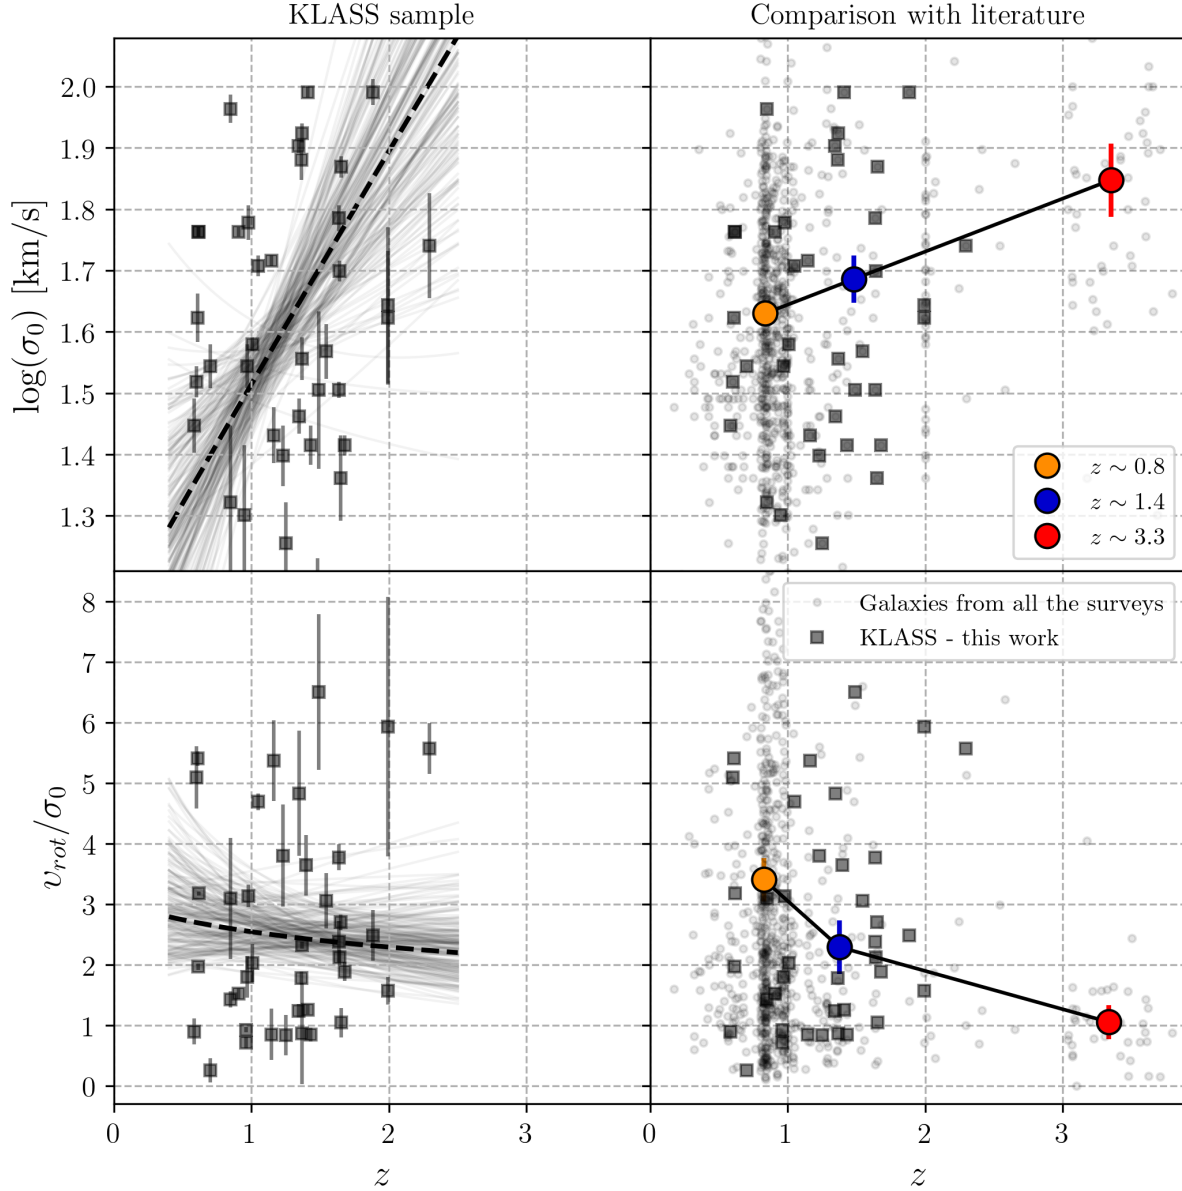 KLASS sample
Comparison with literature
log(σ₀) [km/s]
2.0
1.9
1.8
1.7
1.6
1.5
1.4
1.3
z ∼ 0.8
z ∼ 1.4
z ∼ 3.3
v_rot/σ₀
8
7
6
5
4
3
2
1
0
Galaxies from all the surveys
KLASS - this work
0 1 2 3
0 1 2 3
z
z